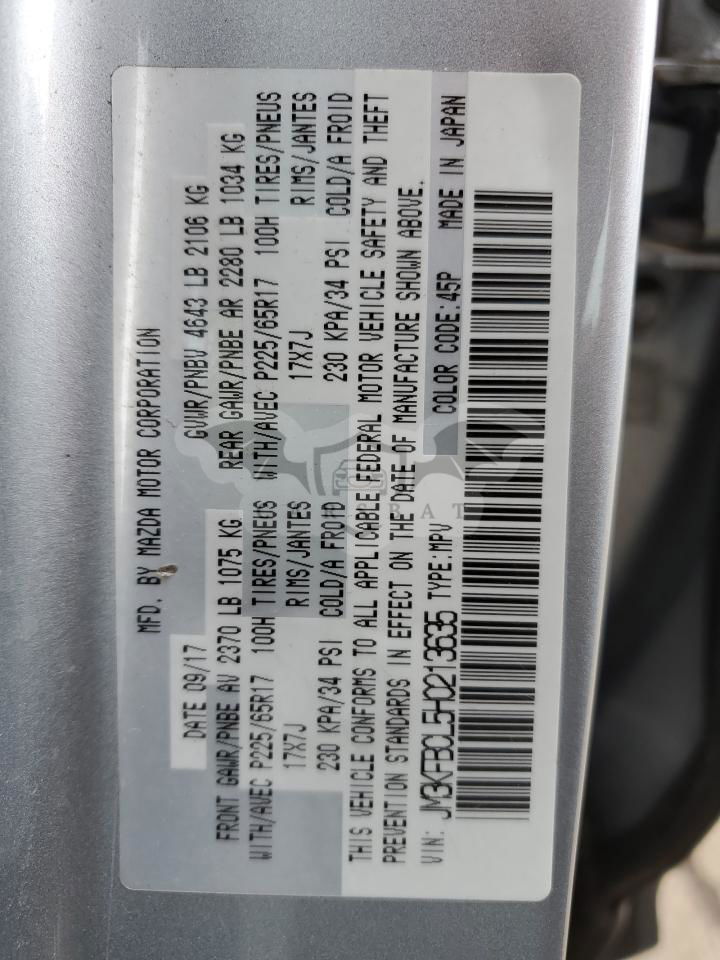 MFD. BY MAZDA MOTOR CORPORATION
DATE 09/17 GVWR/PNBV 4643 LB 2106 KG
FRONT GAWR/PNBE AV 2370 LB 1075 KG REAR GAWR/PNBE AR 2280 LB 1034 KG
WITH/AVEC P225/65R17 100H TIRES/PNEUS WITH/AVEC P225/65R17 100H TIRES/PNEUS
17X7J RIMS/JANTES 17X7J RIMS/JANTES
230 KPA/34 PSI COLD/A FROID 230 KPA/34 PSI COLD/A FROID
THIS VEHICLE CONFORMS TO ALL APPLICABLE FEDERAL MOTOR VEHICLE SAFETY AND THEFT
PREVENTION STANDARDS IN EFFECT ON THE DATE OF MANUFACTURE SHOWN ABOVE.
VIN: JM3KFBCL5H0213635 TYPE:MPV COLOR CODE:45P MADE IN JAPAN